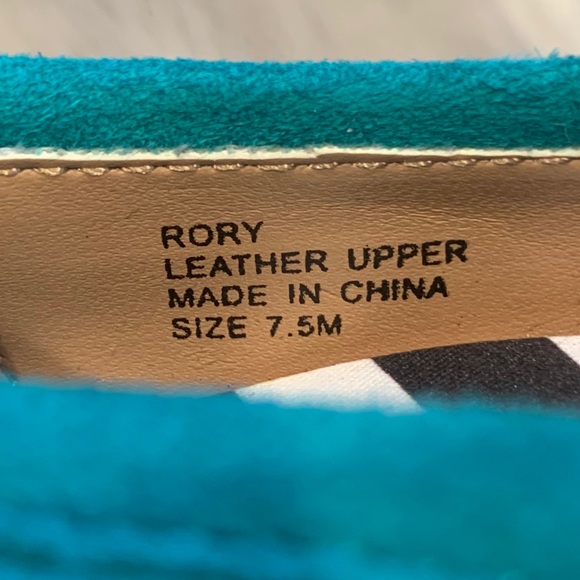 RORY
LEATHER UPPER
MADE IN CHINA
SIZE 7.5M